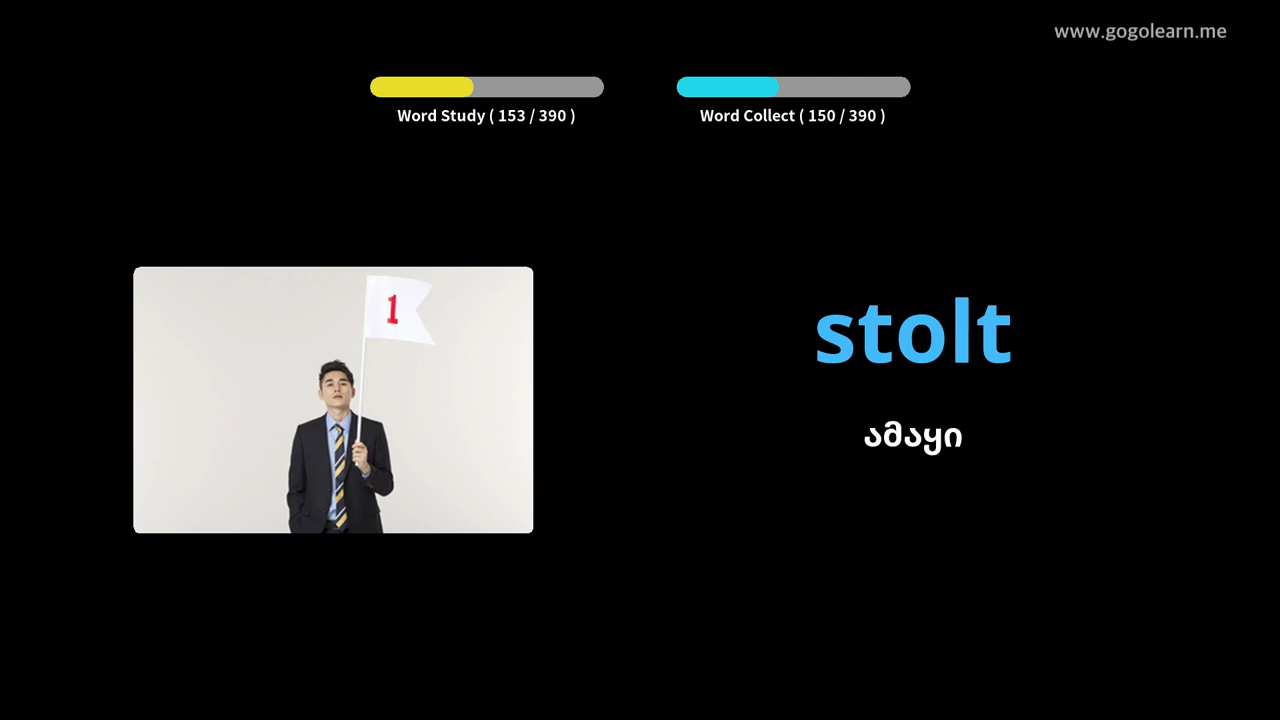 www.gogolearn.me
Word Study ( 153 / 390 )
Word Collect ( 150 / 390 )
1
stolt
ამაყი